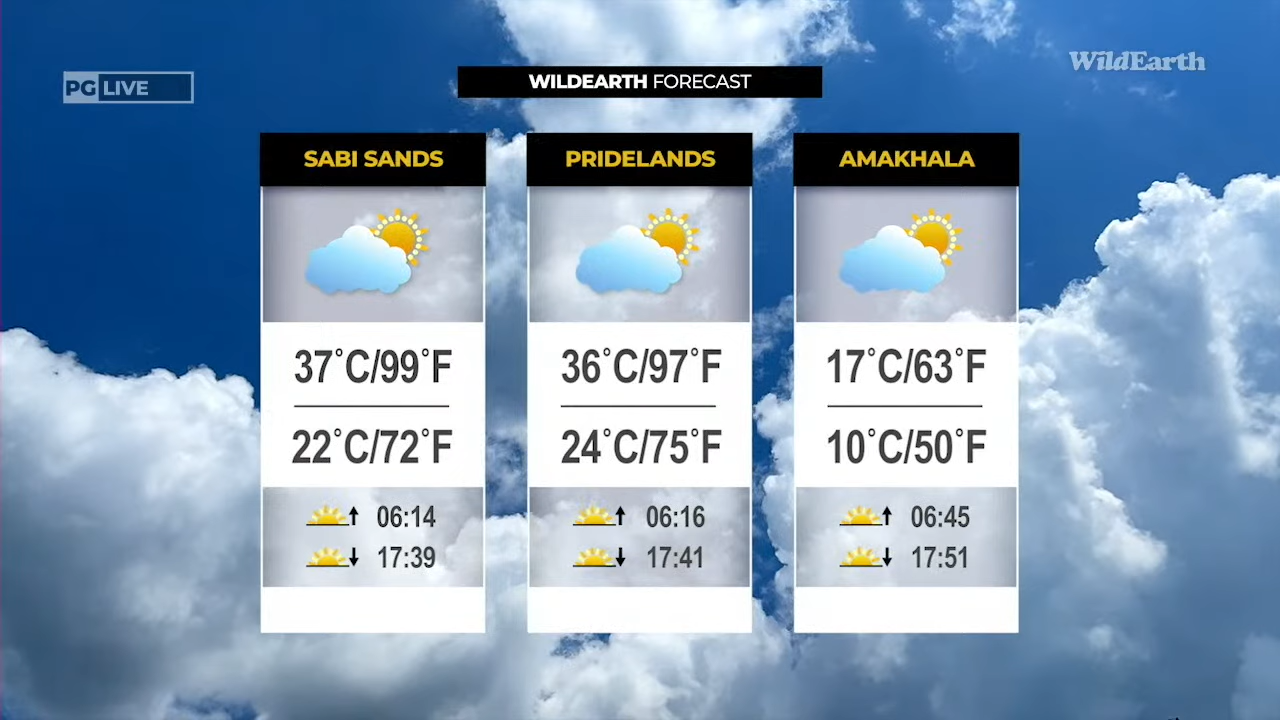 PG LIVE
WildEarth
WILDEARTH FORECAST
SABI SANDS
37°C/99°F
22°C/72°F
06:14
17:39
PRIDELANDS
36°C/97°F
24°C/75°F
06:16
17:41
AMAKHALA
17°C/63°F
10°C/50°F
06:45
17:51